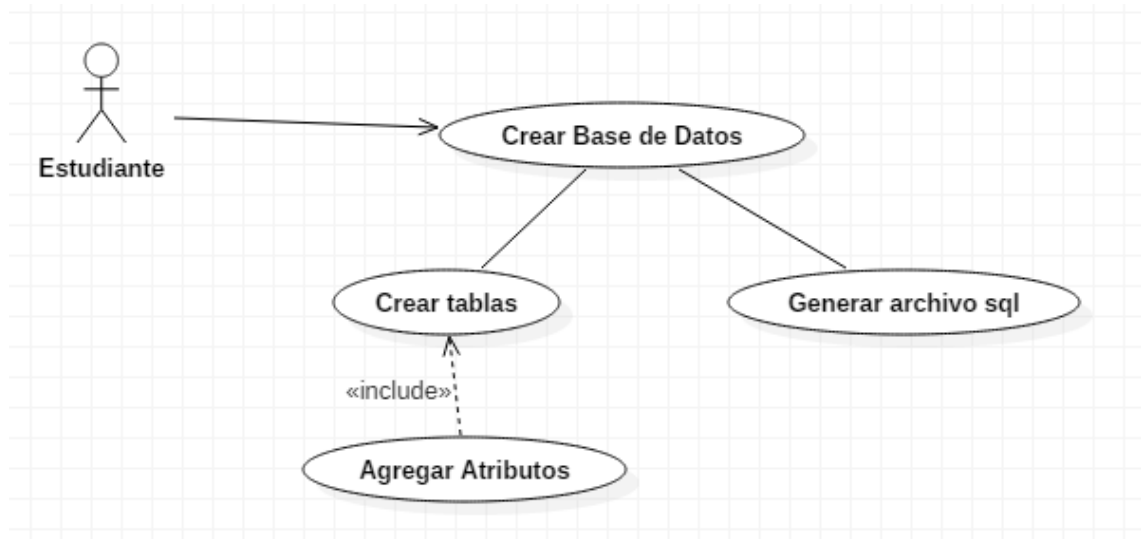 Estudiante
Crear Base de Datos
Crear tablas
Generar archivo sql
«include»
Agregar Atributos